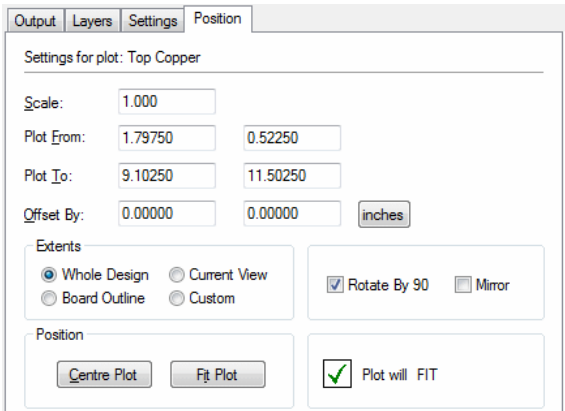 Output Layers Settings Position
Settings for plot: Top Copper
Scale: 1.000
Plot From: 1.79750 0.52250
Plot To: 9.10250 11.50250
Offset By: 0.00000 0.00000 inches
Extents
Whole Design Current View
Board Outline Custom
Rotate By 90 Mirror
Position
Centre Plot Fit Plot
Plot will FIT